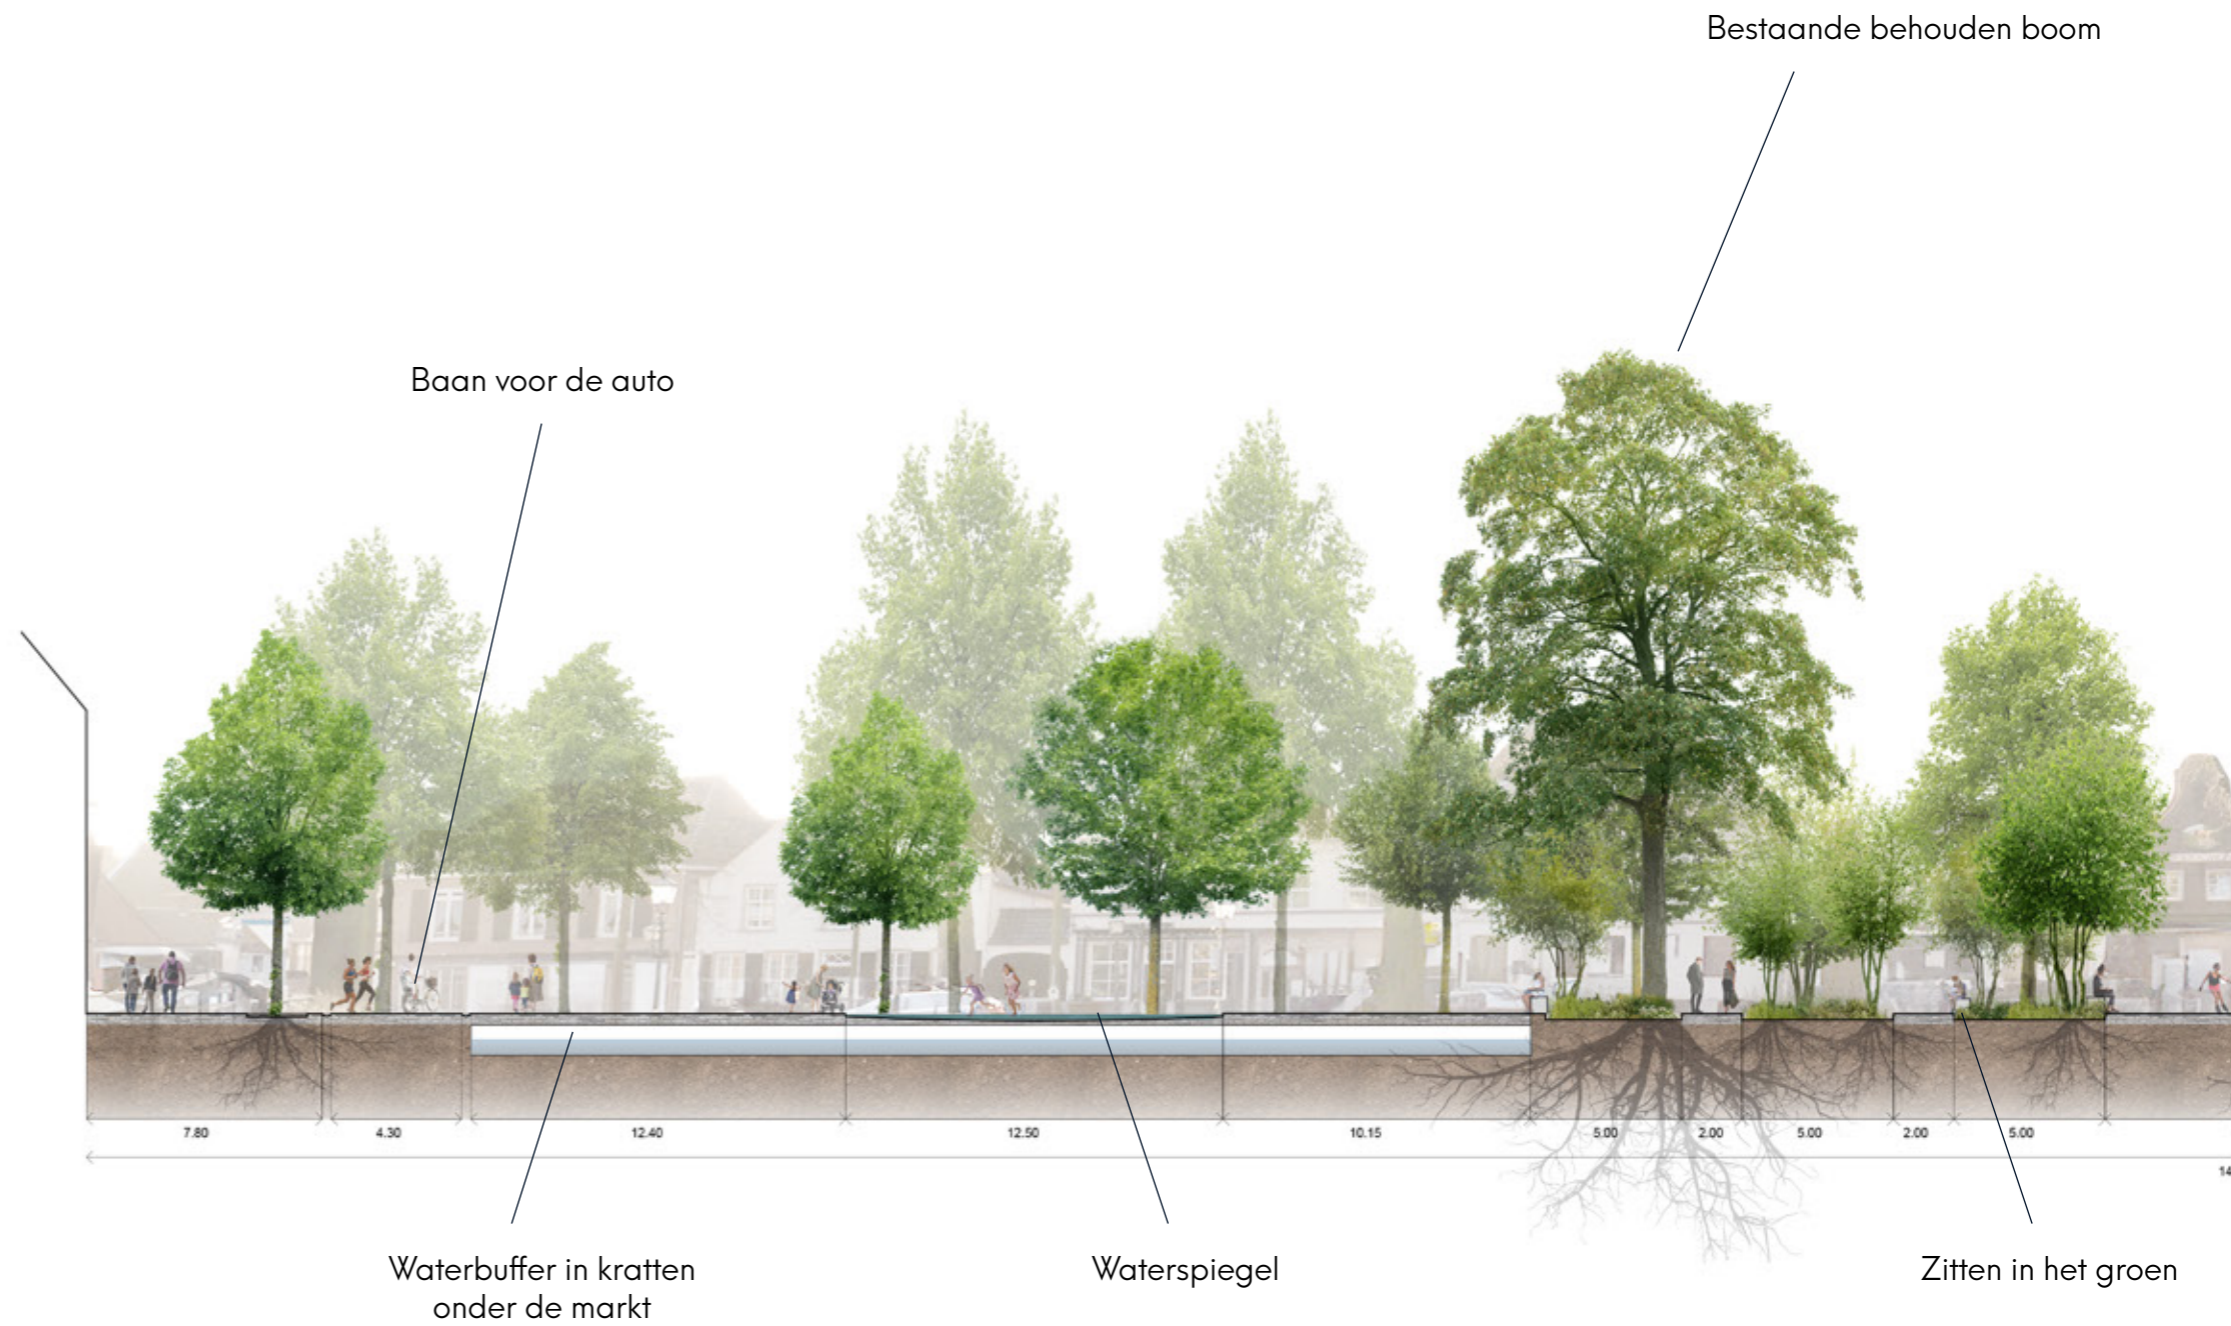 Bestaande behouden boom
Baan voor de auto
7.80
4.30
12.40
12.50
10.15
5.00
2.00
5.00
2.00
5.00
14
Waterbuffer in kratten
onder de markt
Waterspiegel
Zitten in het groen